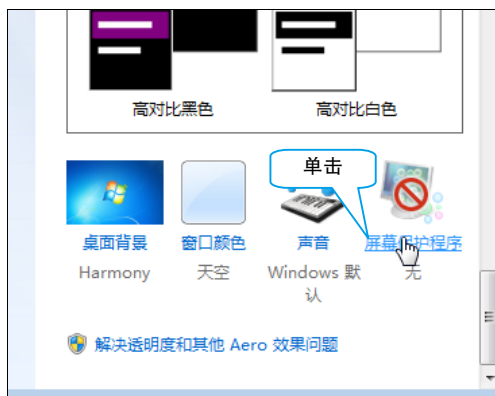 高对比黑色 高对比白色
单击
桌面背景 窗口颜色 声音 屏幕保护程序
Harmony 天空 Windows 默认 无
解决透明度和其他 Aero 效果问题